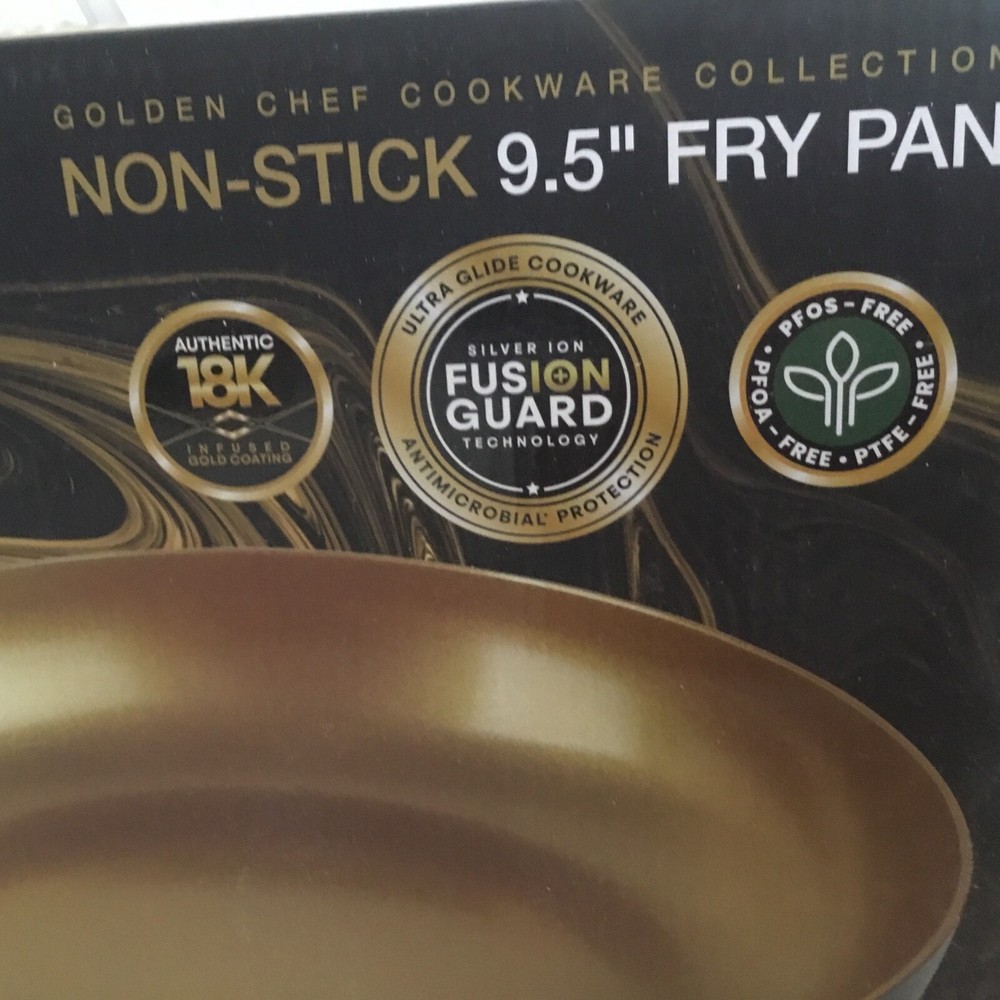 GOLDEN CHEF COOKWARE COLLECTION
NON-STICK 9.5" FRY PAN
AUTHENTIC
18K
INFUSED
GOLD COATING
ULTRA GLIDE COOKWARE
SILVER ION
FUSION
GUARD
TECHNOLOGY
ANTIMICROBIAL* PROTECTION
PFOS-FREE • PTFE-FREE • PFOA-FREE •